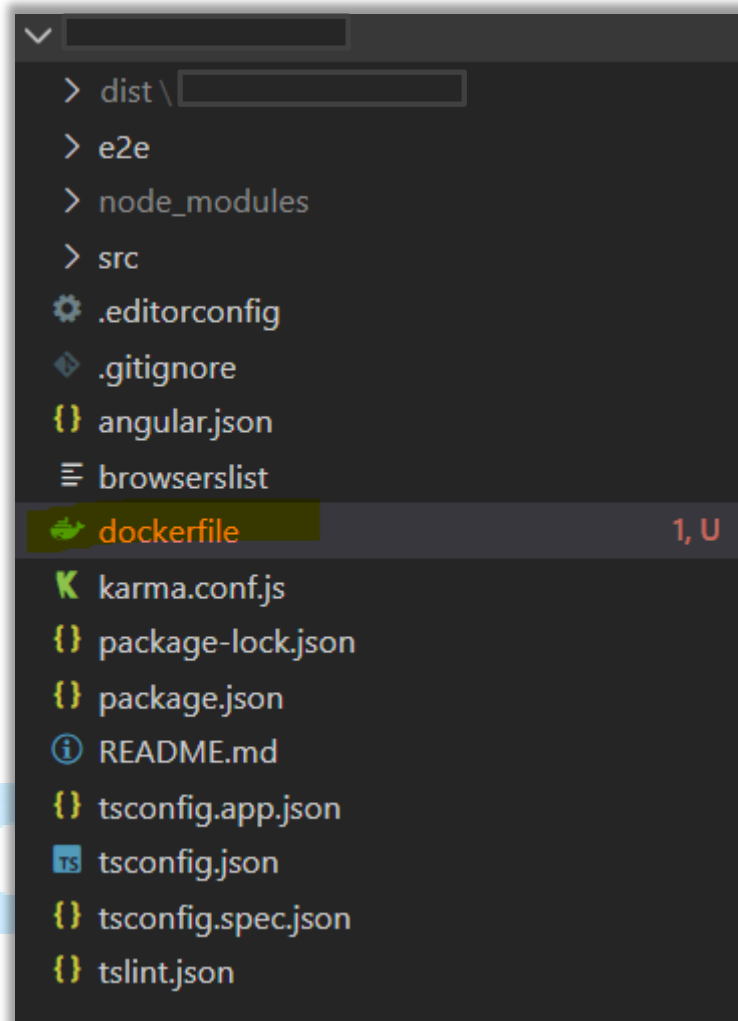 dist \
e2e
node_modules
src
.editorconfig
.gitignore
{} angular.json
browserslist
dockerfile 1, U
K karma.conf.js
{} package-lock.json
{} package.json
README.md
{} tsconfig.app.json
TS tsconfig.json
{} tsconfig.spec.json
{} tslint.json